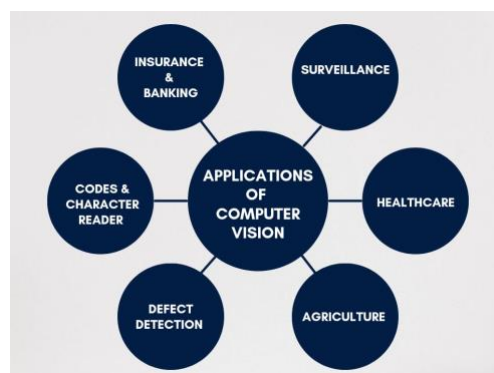 INSURANCE
&
BANKING
SURVEILLANCE
APPLICATIONS
OF
COMPUTER
VISION
CODES &
CHARACTER
READER
HEALTHCARE
DEFECT
DETECTION
AGRICULTURE